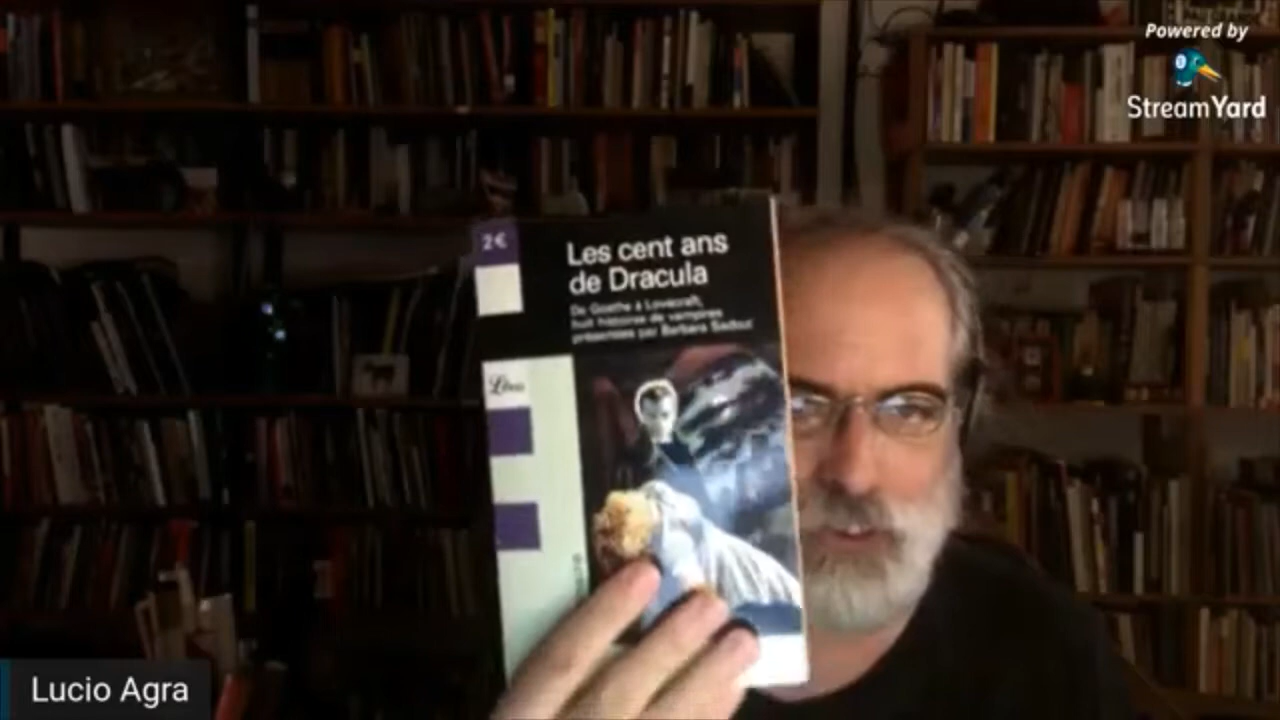 Powered by
StreamYard
2€
Les cent ans
de Dracula
De Goethe à Lovecraft,
huit histoires de vampires
présentées par Barbara Sadoul
Librio
Lucio Agra